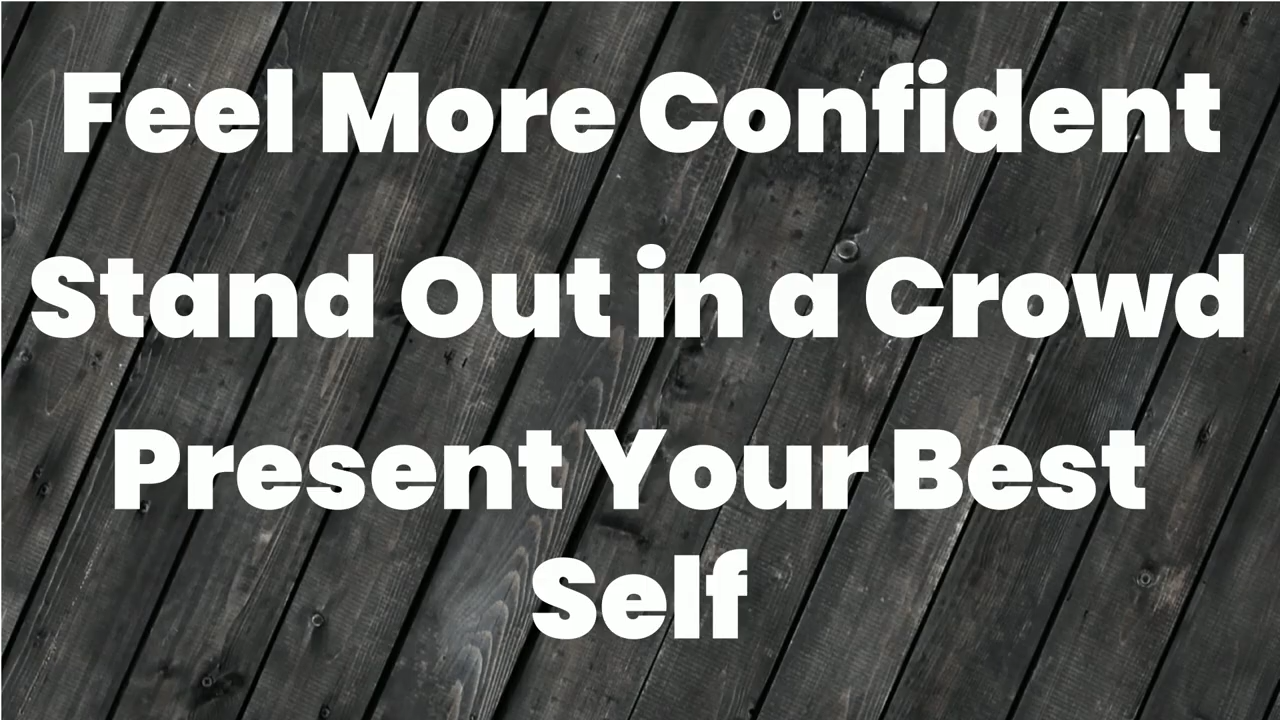 Feel More Confident
Stand Out in a Crowd
Present Your Best
Self